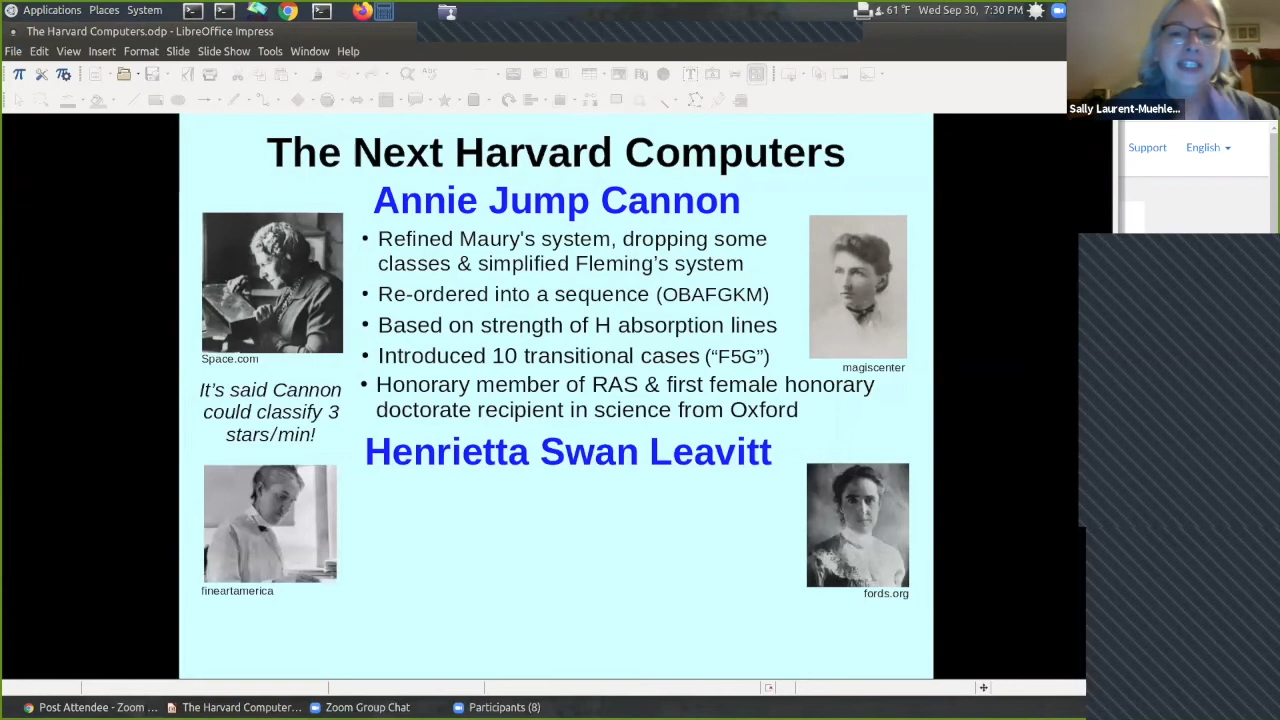 Applications Places System
61 °F Wed Sep 30, 7:30 PM
The Harvard Computers.odp - LibreOffice Impress
File Edit View Insert Format Slide Slide Show Tools Window Help
Sally Laurent-Muehle...
Support English
The Next Harvard Computers
Annie Jump Cannon
• Refined Maury's system, dropping some
classes & simplified Fleming’s system
• Re-ordered into a sequence (OBAFGKM)
• Based on strength of H absorption lines
• Introduced 10 transitional cases (“F5G”)
• Honorary member of RAS & first female honorary
doctorate recipient in science from Oxford
Space.com
magiscenter
It’s said Cannon
could classify 3
stars/min!
Henrietta Swan Leavitt
fineartamerica
fords.org
Post Attendee - Zoom ... The Harvard Computer... Zoom Group Chat Participants (8)